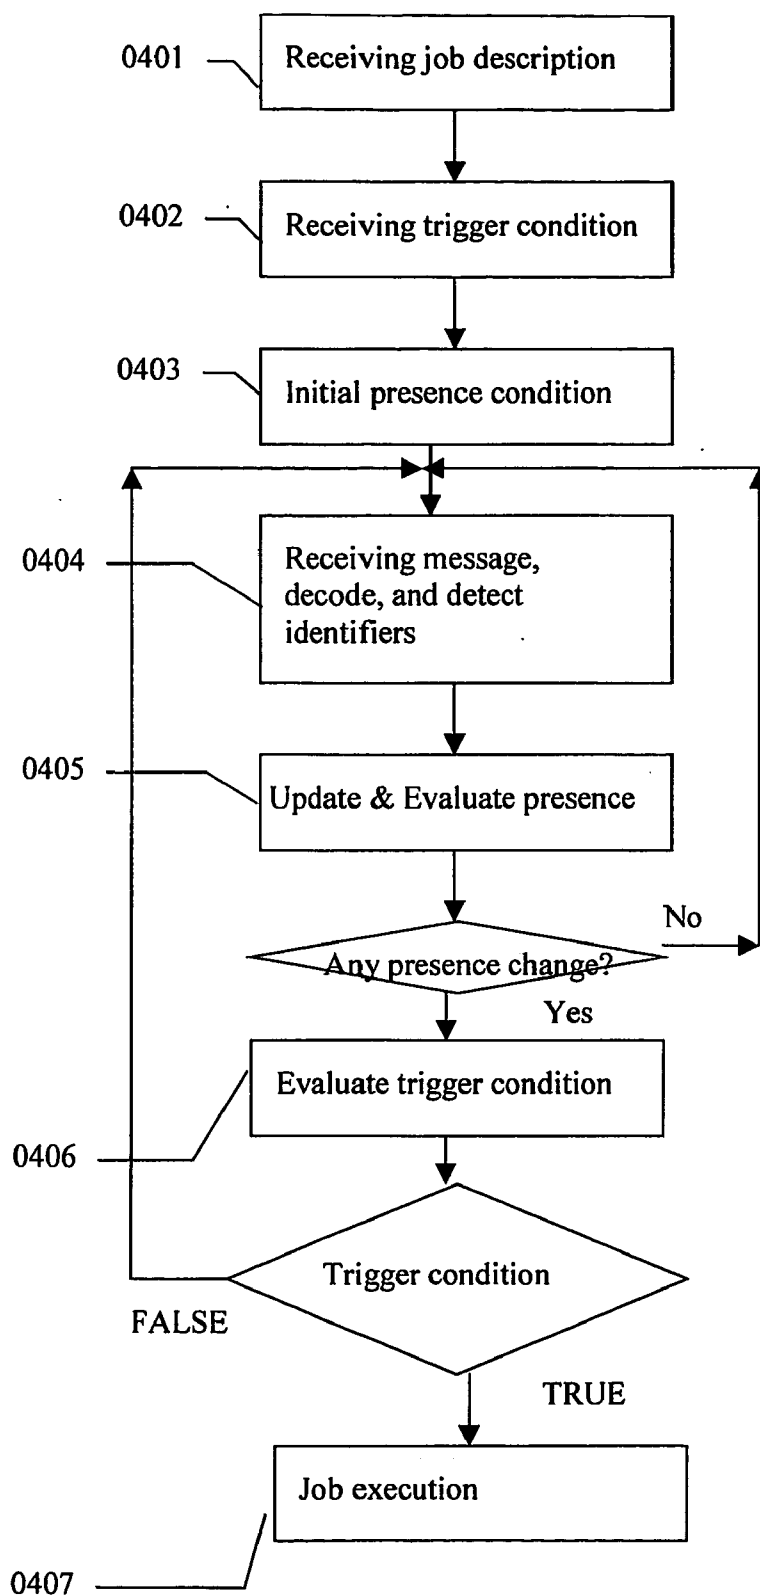 0401
Receiving job description
0402
Receiving trigger condition
0403
Initial presence condition
0404
Receiving message,
decode, and detect
identifiers
0405
Update & Evaluate presence
No
Any presence change?
Yes
Evaluate trigger condition
0406
Trigger condition
FALSE
TRUE
Job execution
0407